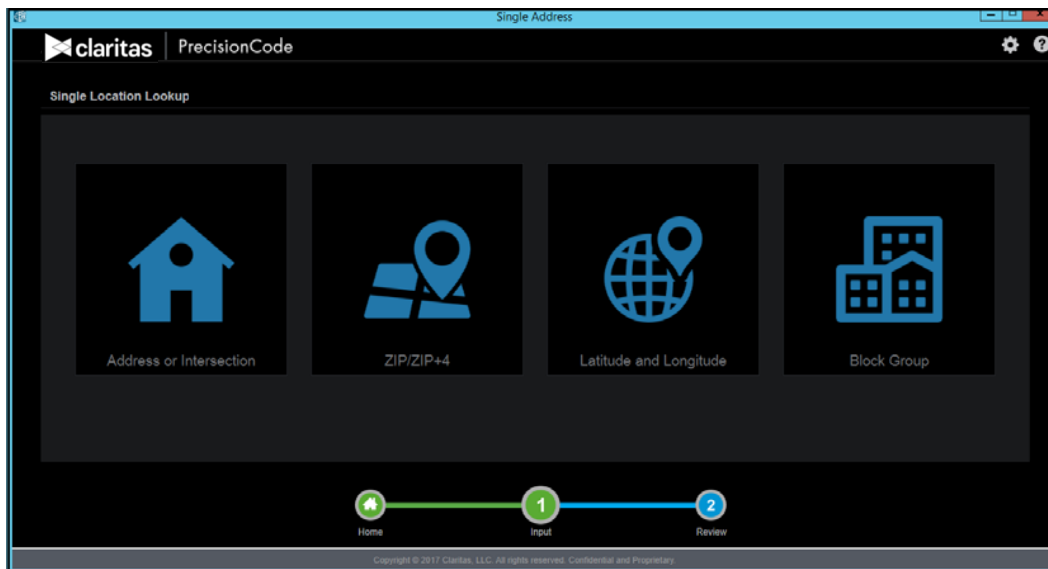 Single Address
claritas PrecisionCode
Single Location Lookup
Address or Intersection
ZIP/ZIP+4
Latitude and Longitude
Block Group
1
2
Home
Input
Review
Copyright © 2017 Claritas, LLC. All rights reserved. Confidential and Proprietary.